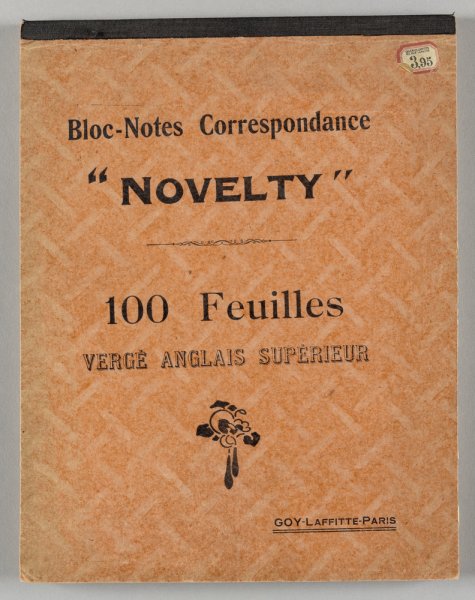 3,95
Bloc-Notes Correspondance
"NOVELTY"
100 Feuilles
VERGÉ ANGLAIS SUPÉRIEUR
GOY-LAFFITTE-PARIS